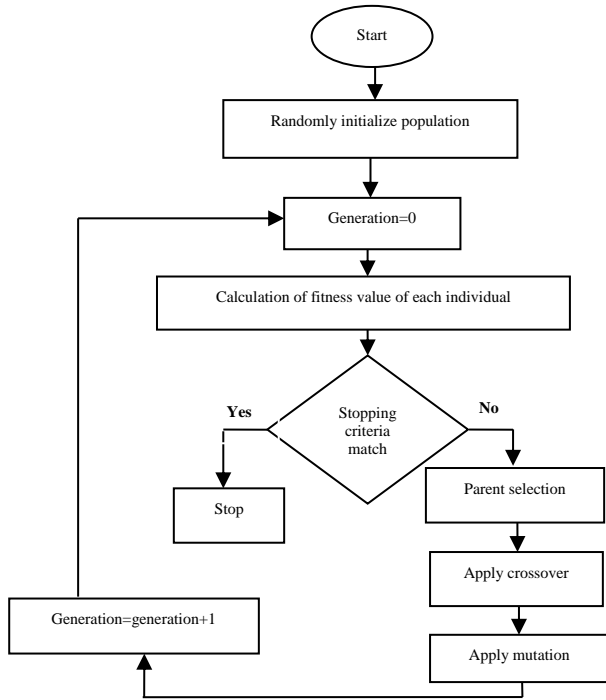 Start
Randomly initialize population
Generation=0
Calculation of fitness value of each individual
Yes
No
Stopping
criteria
match
Stop
Parent selection
Apply crossover
Generation=generation+1
Apply mutation